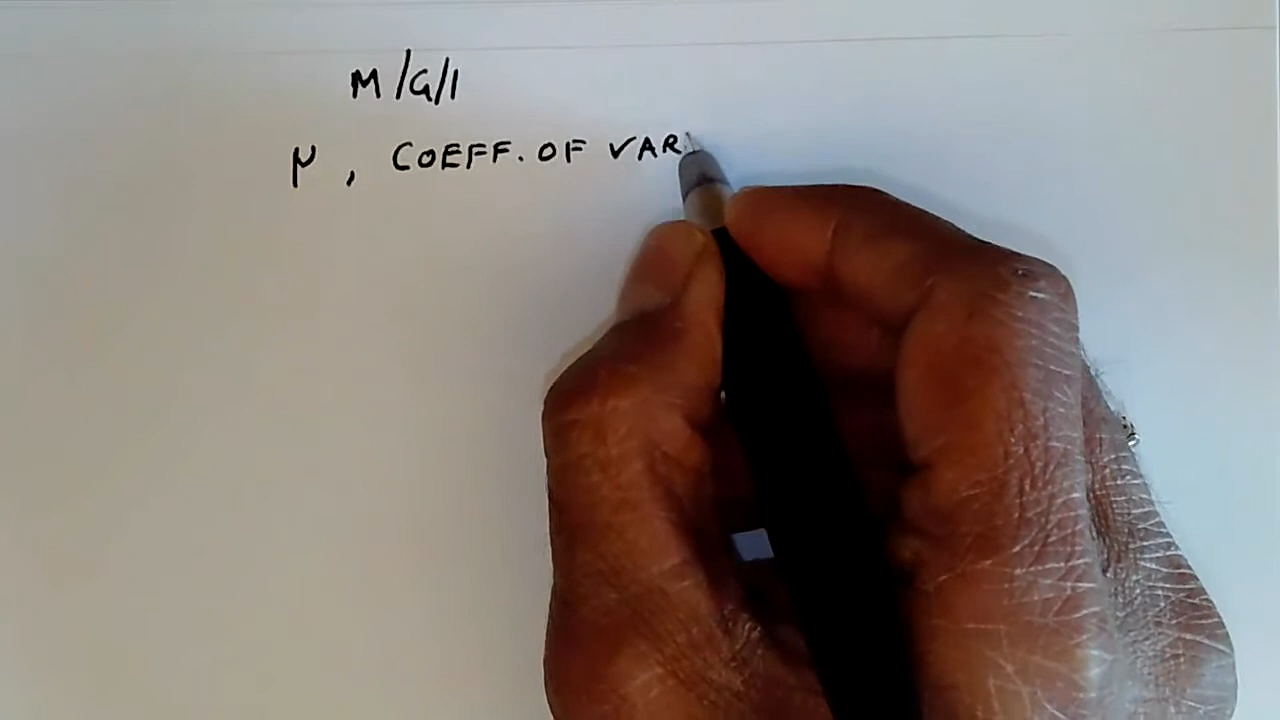 M/G/1
μ, COEFF. OF VAR